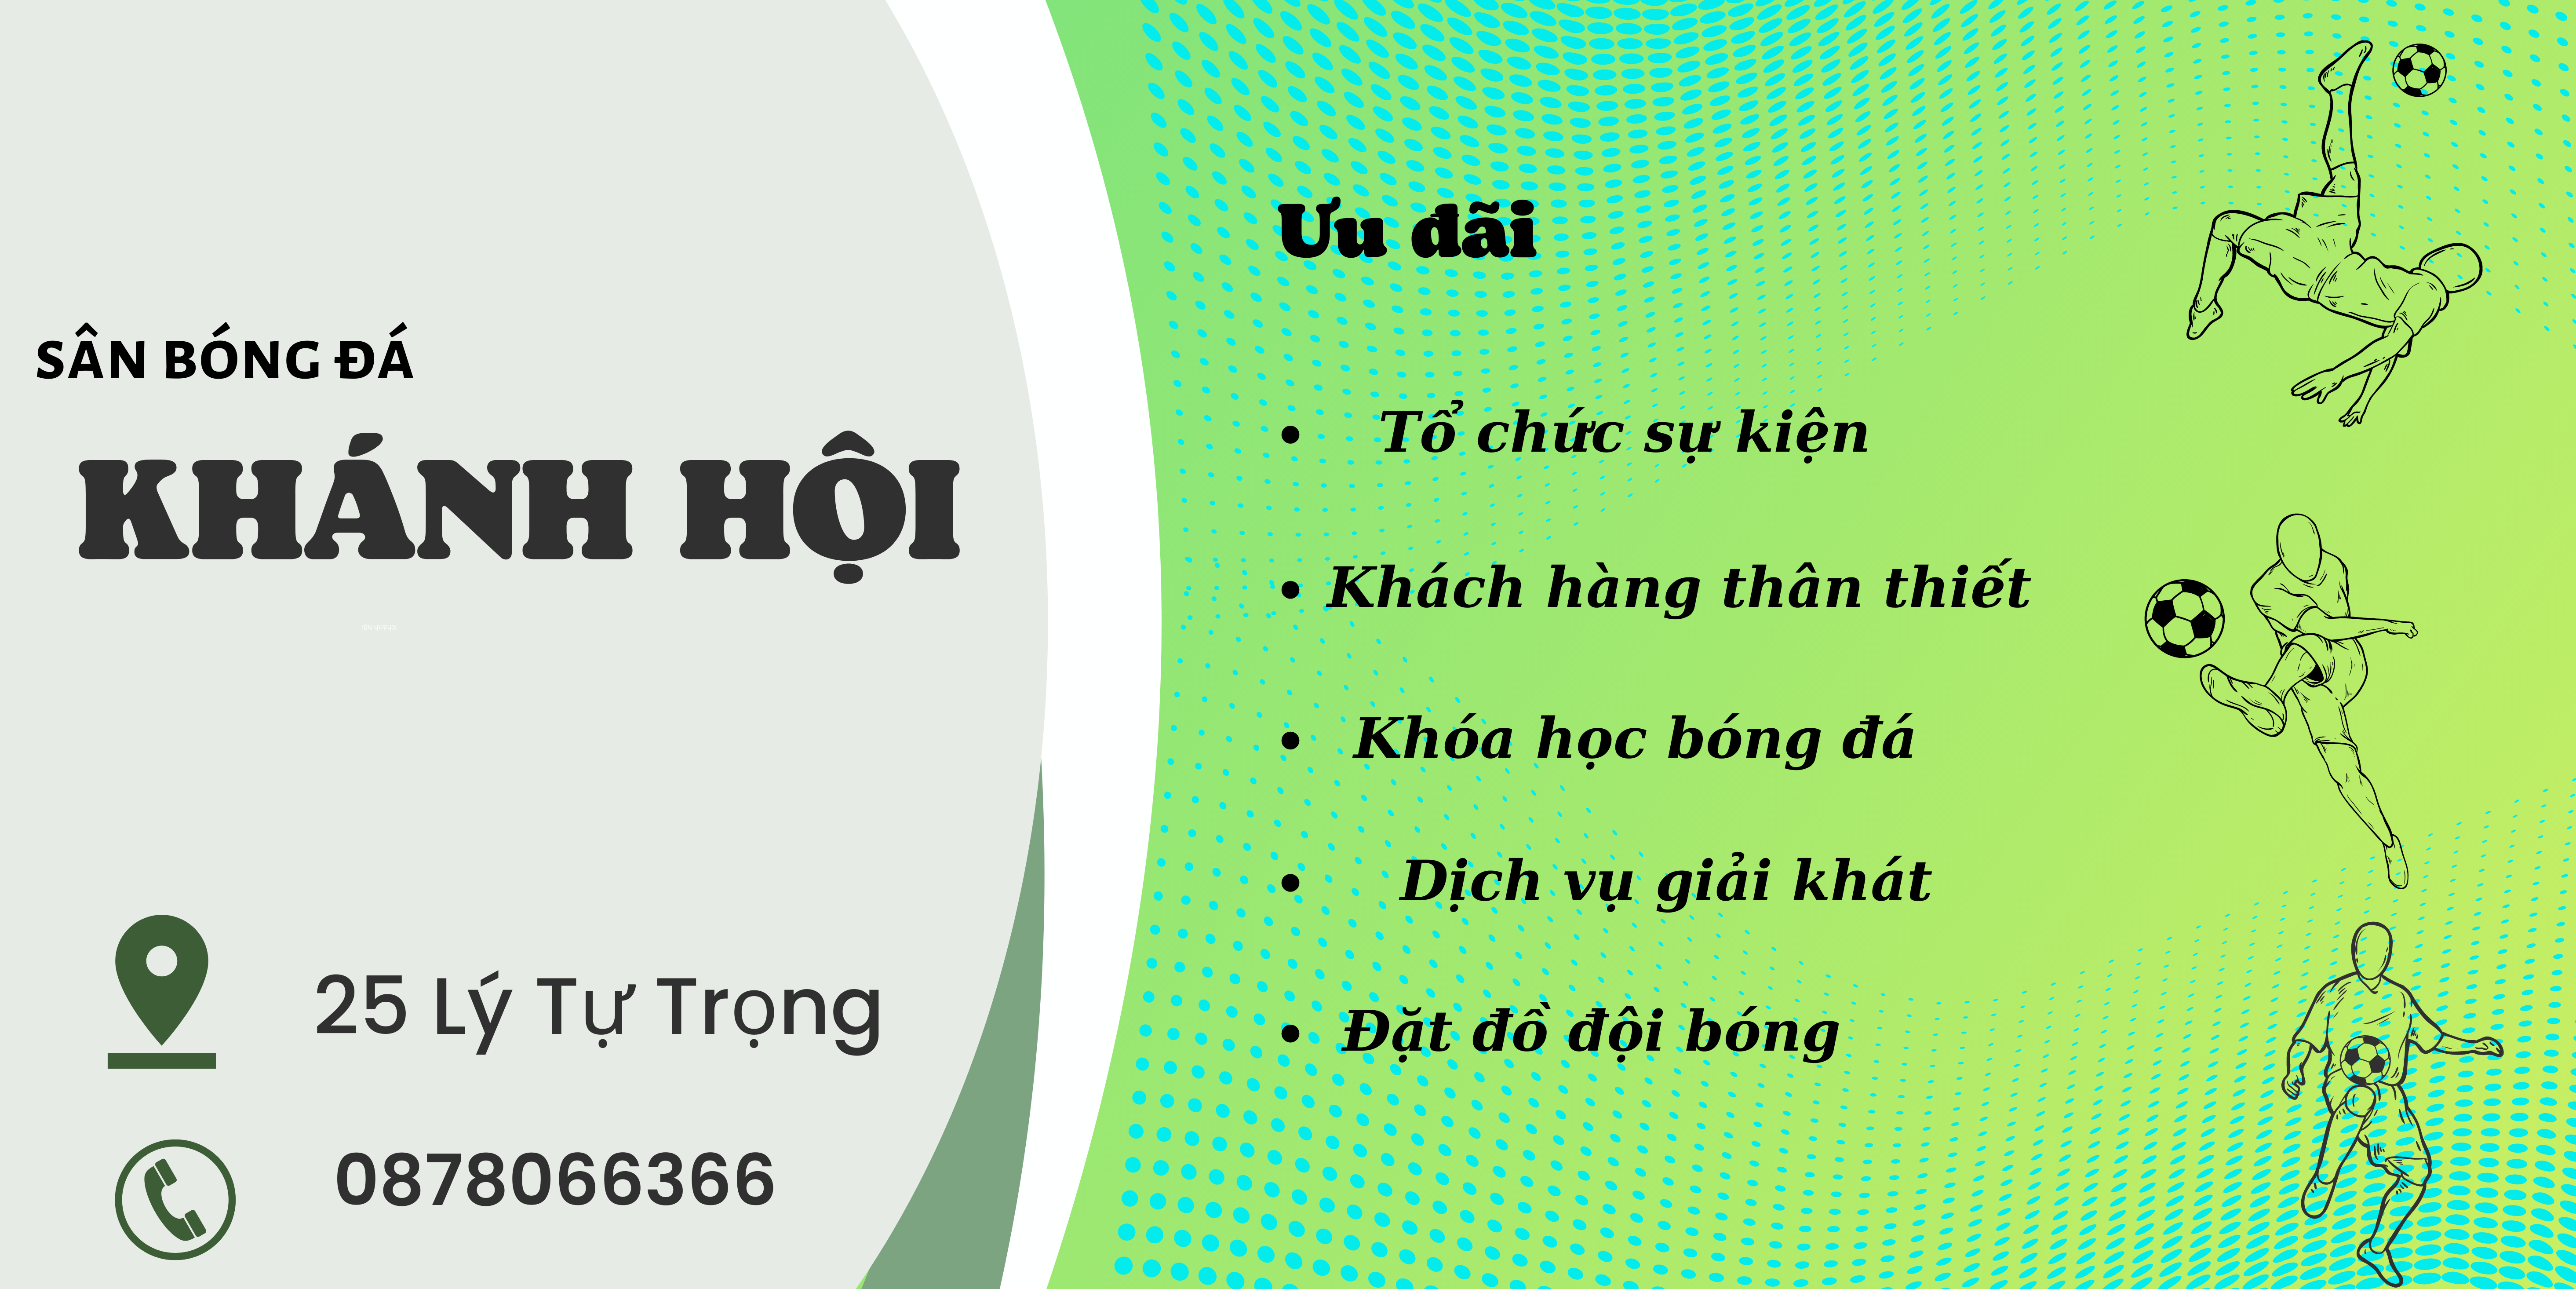 SÂN BÓNG ĐÁ
KHÁNH HỘI
25 Lý Tự Trọng
0878066366
Ưu đãi
• Tổ chức sự kiện
• Khách hàng thân thiết
• Khóa học bóng đá
• Dịch vụ giải khát
• Đặt đồ đội bóng